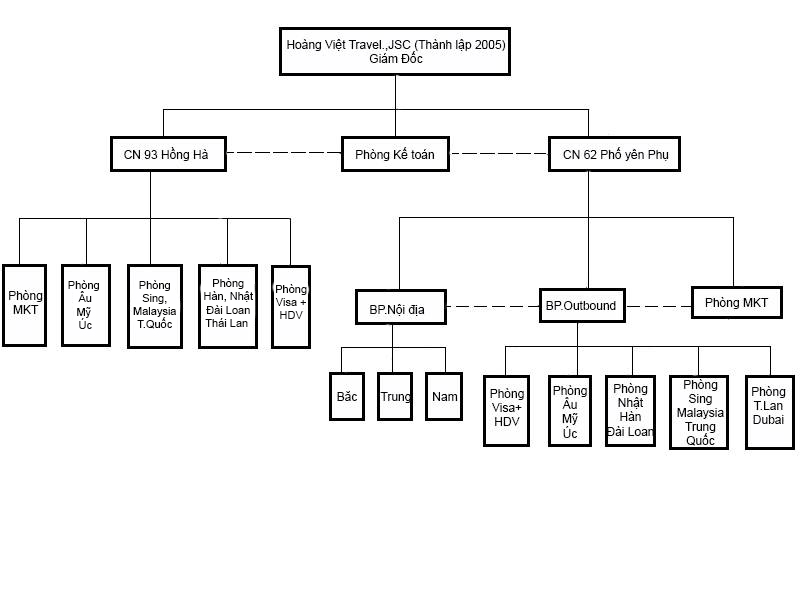 Hoàng Việt Travel.,JSC (Thành lập 2005)
Giám Đốc
CN 93 Hồng Hà
Phòng Kế toán
CN 62 Phố yên Phụ
Phòng
MKT
Phòng
Âu
Mỹ
Úc
Phòng
Sing,
Malaysia
T.Quốc
Phòng
Hàn, Nhật
Đài Loan
Thái Lan
Phòng
Visa +
HDV
BP.Nội địa
BP.Outbound
Phòng MKT
Băc
Trung
Nam
Phòng
Visa+
HDV
Phòng
Âu
Mỹ
Úc
Phòng
Nhật
Hàn
Đài Loan
Phòng
Sing
Malaysia
Trung
Quốc
Phòng
T.Lan
Dubai